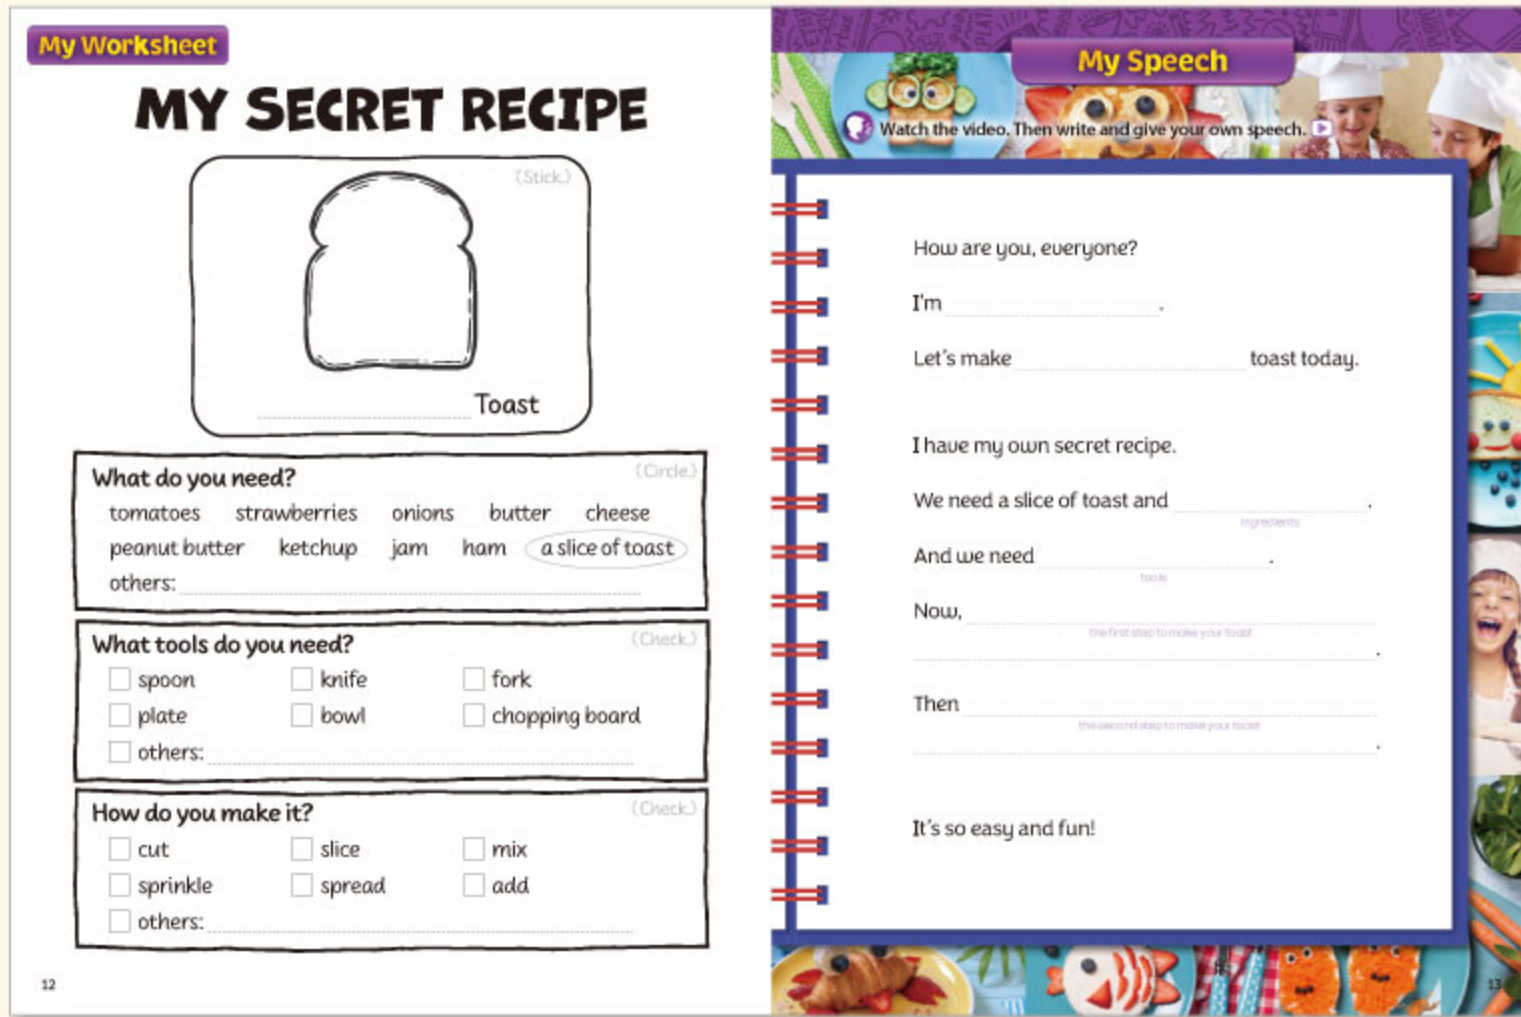 My Worksheet
MY SECRET RECIPE
(Stick.)
Toast
What do you need?
(Circle.)
tomatoes strawberries onions butter cheese
peanut butter ketchup jam ham a slice of toast
others:
What tools do you need?
(Check.)
spoon knife fork
plate bowl chopping board
others:
How do you make it?
(Check.)
cut slice mix
sprinkle spread add
others:
12
My Speech
Watch the video. Then write and give your own speech.
How are you, everyone?
I'm .
Let's make toast today.
I have my own secret recipe.
We need a slice of toast and .
ingredients
And we need .
tools
Now,
the first step to make your toast
.
Then
the second step to make your toast
.
It's so easy and fun!
13